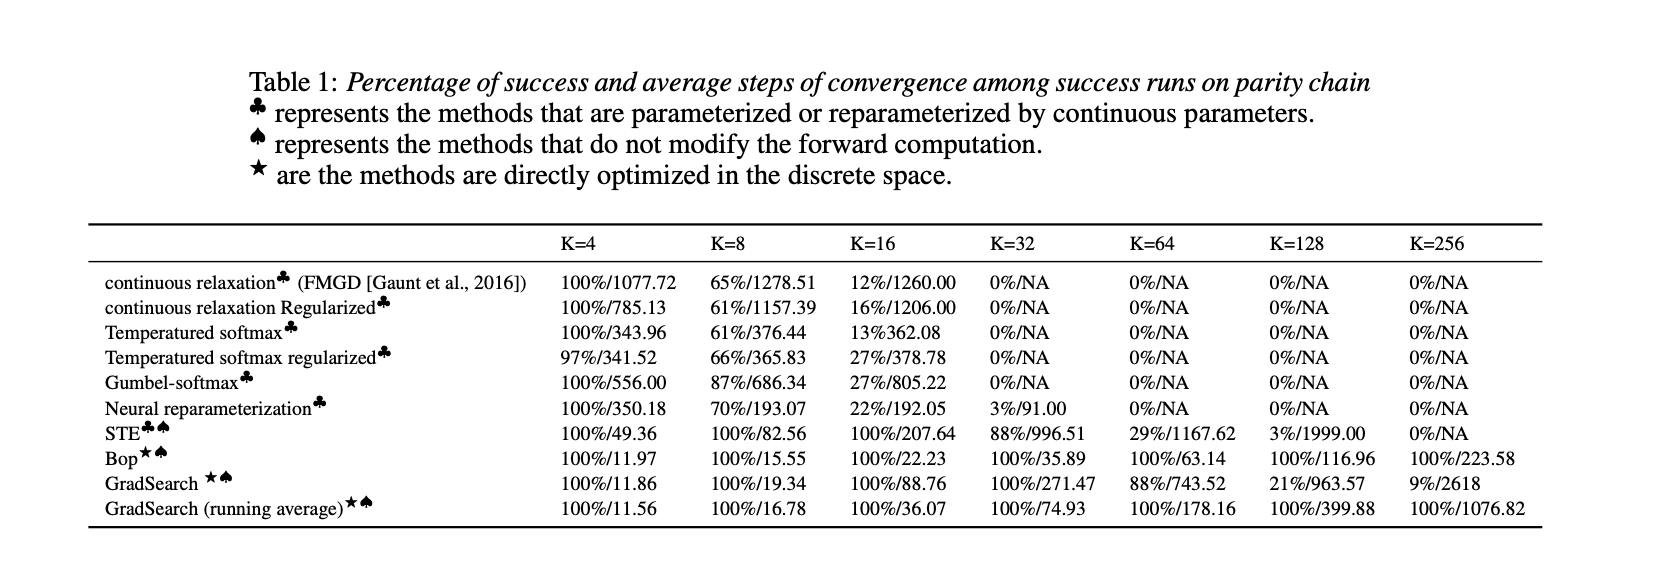 Table 1: Percentage of success and average steps of convergence among success runs on parity chain
♣ represents the methods that are parameterized or reparameterized by continuous parameters.
♠ represents the methods that do not modify the forward computation.
★ are the methods are directly optimized in the discrete space.
K=4 K=8 K=16 K=32 K=64 K=128 K=256
continuous relaxation♣ (FMGD [Gaunt et al., 2016]) 100%/1077.72 65%/1278.51 12%/1260.00 0%/NA 0%/NA 0%/NA 0%/NA
continuous relaxation Regularized♣ 100%/785.13 61%/1157.39 16%/1206.00 0%/NA 0%/NA 0%/NA 0%/NA
Temperatured softmax♣ 100%/343.96 61%/376.44 13%362.08 0%/NA 0%/NA 0%/NA 0%/NA
Temperatured softmax regularized♣ 97%/341.52 66%/365.83 27%/378.78 0%/NA 0%/NA 0%/NA 0%/NA
Gumbel-softmax♣ 100%/556.00 87%/686.34 27%/805.22 0%/NA 0%/NA 0%/NA 0%/NA
Neural reparameterization♣ 100%/350.18 70%/193.07 22%/192.05 3%/91.00 0%/NA 0%/NA 0%/NA
STE♣♠ 100%/49.36 100%/82.56 100%/207.64 88%/996.51 29%/1167.62 3%/1999.00 0%/NA
Bop★♠ 100%/11.97 100%/15.55 100%/22.23 100%/35.89 100%/63.14 100%/116.96 100%/223.58
GradSearch ★♠ 100%/11.86 100%/19.34 100%/88.76 100%/271.47 88%/743.52 21%/963.57 9%/2618
GradSearch (running average)★♠ 100%/11.56 100%/16.78 100%/36.07 100%/74.93 100%/178.16 100%/399.88 100%/1076.82